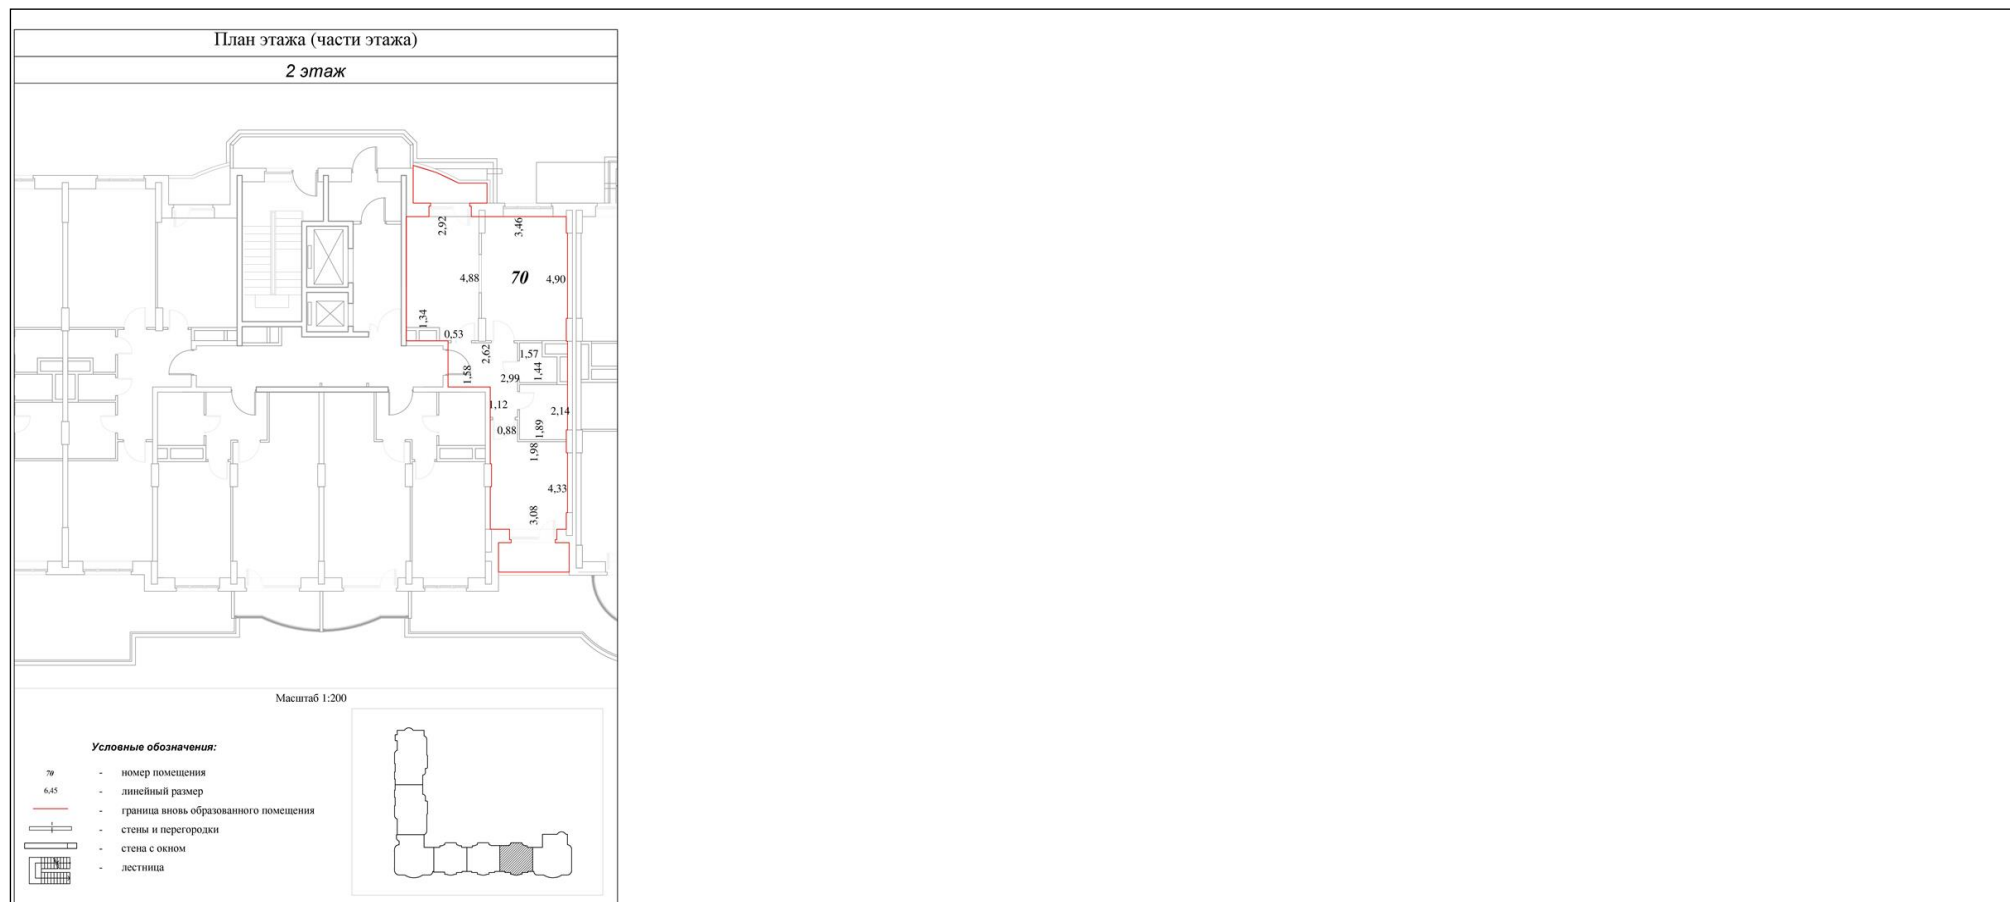 План этажа (части этажа)
2 этаж
2,92
3,46
4,88
70
4,90
1,34
0,53
2,62
1,57
1,58
2,99
1,44
1,12
2,14
0,88
1,89
1,98
4,33
3,08
Масштаб 1:200
Условные обозначения:
70 - номер помещения
6,45 - линейный размер
- граница вновь образованного помещения
- стены и перегородки
- стена с окном
- лестница